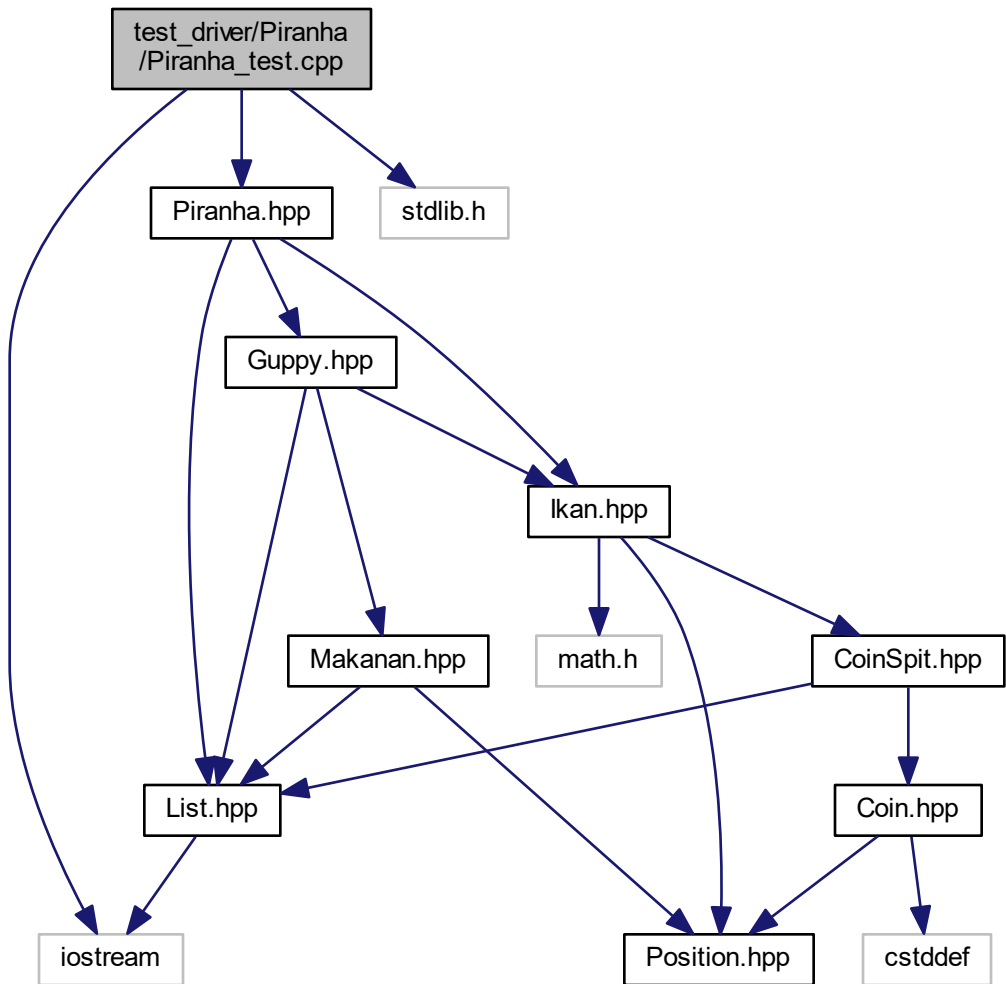 test_driver/Piranha
/Piranha_test.cpp
Piranha.hpp
stdlib.h
Guppy.hpp
Ikan.hpp
Makanan.hpp
math.h
CoinSpit.hpp
List.hpp
Coin.hpp
iostream
Position.hpp
cstddef